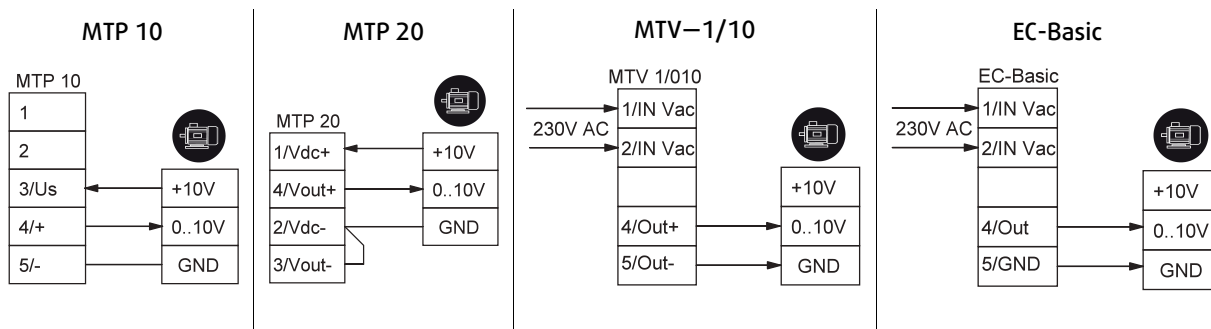 MTP 10
MTP 10
1
2
3/Us
4/+
5/-
+10V
0..10V
GND
MTP 20
MTP 20
1/Vdc+
4/Vout+
2/Vdc-
3/Vout-
+10V
0..10V
GND
MTV–1/10
MTV 1/010
1/IN Vac
230V AC
2/IN Vac
4/Out+
5/Out-
+10V
0..10V
GND
EC-Basic
EC-Basic
1/IN Vac
230V AC
2/IN Vac
4/Out
5/GND
+10V
0..10V
GND